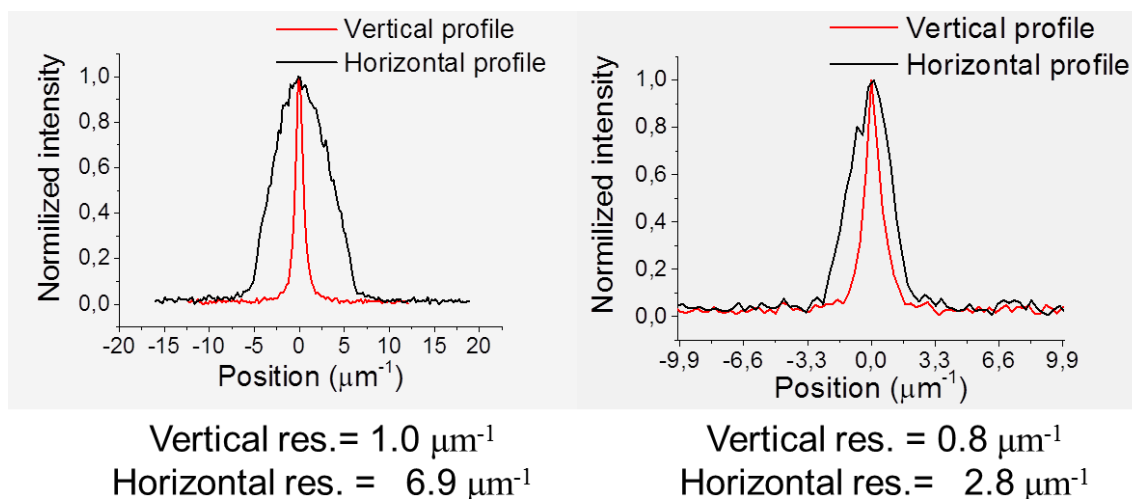 Vertical profile
Horizontal profile
Normilized intensity
1,0
0,8
0,6
0,4
0,2
0,0
-20 -15 -10 -5 0 5 10 15 20
Position (μm⁻¹)
Vertical res.= 1.0 μm⁻¹
Horizontal res. = 6.9 μm⁻¹
Vertical profile
Horizontal profile
Normilized intensity
1,0
0,8
0,6
0,4
0,2
0,0
-9,9 -6,6 -3,3 0,0 3,3 6,6 9,9
Position (μm⁻¹)
Vertical res. = 0.8 μm⁻¹
Horizontal res. = 2.8 μm⁻¹